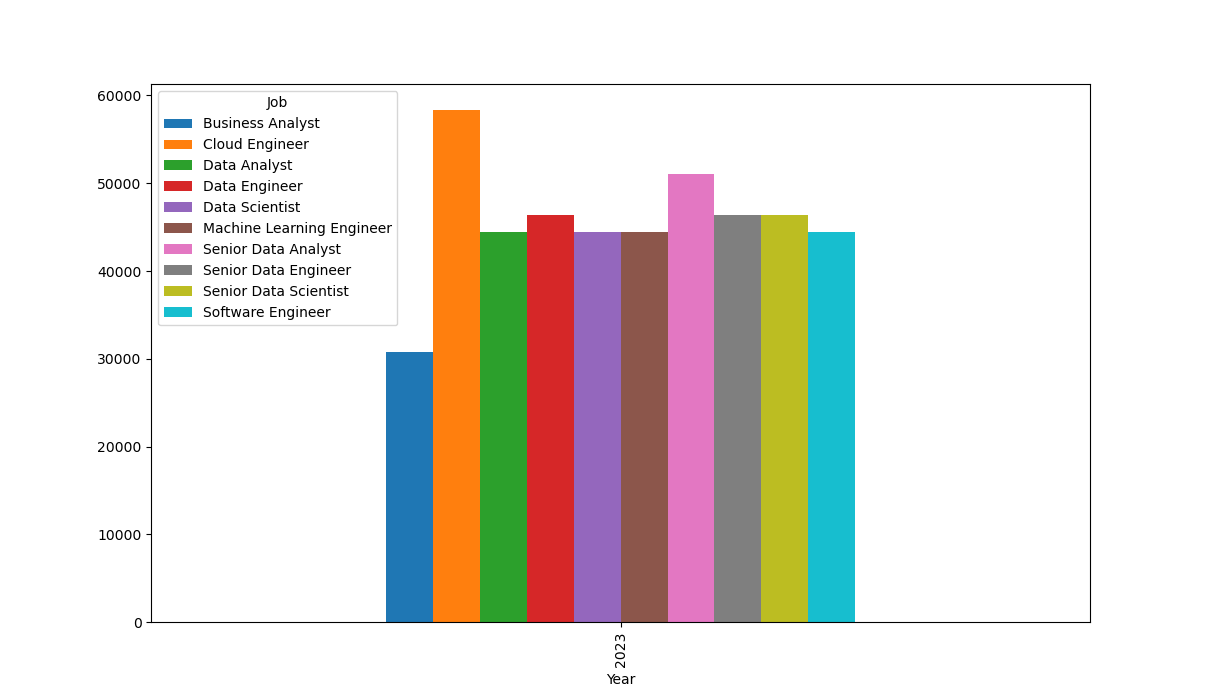 60000
50000
40000
30000
20000
10000
0
Job
Business Analyst
Cloud Engineer
Data Analyst
Data Engineer
Data Scientist
Machine Learning Engineer
Senior Data Analyst
Senior Data Engineer
Senior Data Scientist
Software Engineer
2023
Year